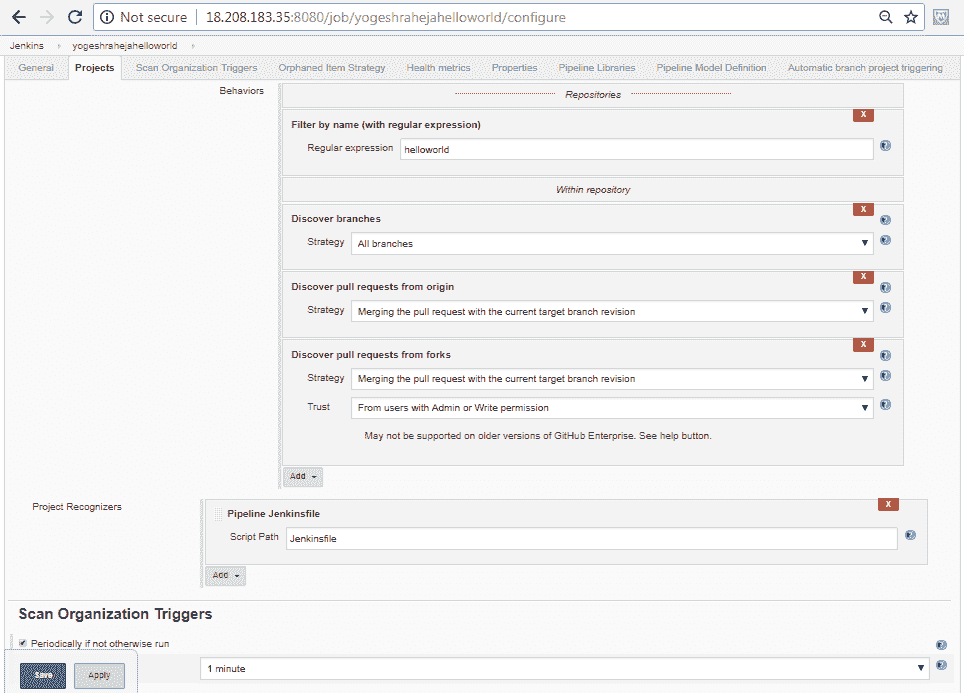 Not secure 18.208.183.35:8080/job/yogeshrahejahelloworld/configure
Jenkins yogeshrahejahelloworld
General Projects Scan Organization Triggers Orphaned Item Strategy Health metrics Properties Pipeline Libraries Pipeline Model Definition Automatic branch project triggering
Behaviors
Repositories
X
Filter by name (with regular expression)
Regular expression helloworld
Within repository
X
Discover branches
Strategy All branches
X
Discover pull requests from origin
Strategy Merging the pull request with the current target branch revision
X
Discover pull requests from forks
Strategy Merging the pull request with the current target branch revision
Trust From users with Admin or Write permission
May not be supported on older versions of GitHub Enterprise. See help button.
Add
Project Recognizers
X
Pipeline Jenkinsfile
Script Path Jenkinsfile
Add
Scan Organization Triggers
Periodically if not otherwise run
1 minute
Save Apply